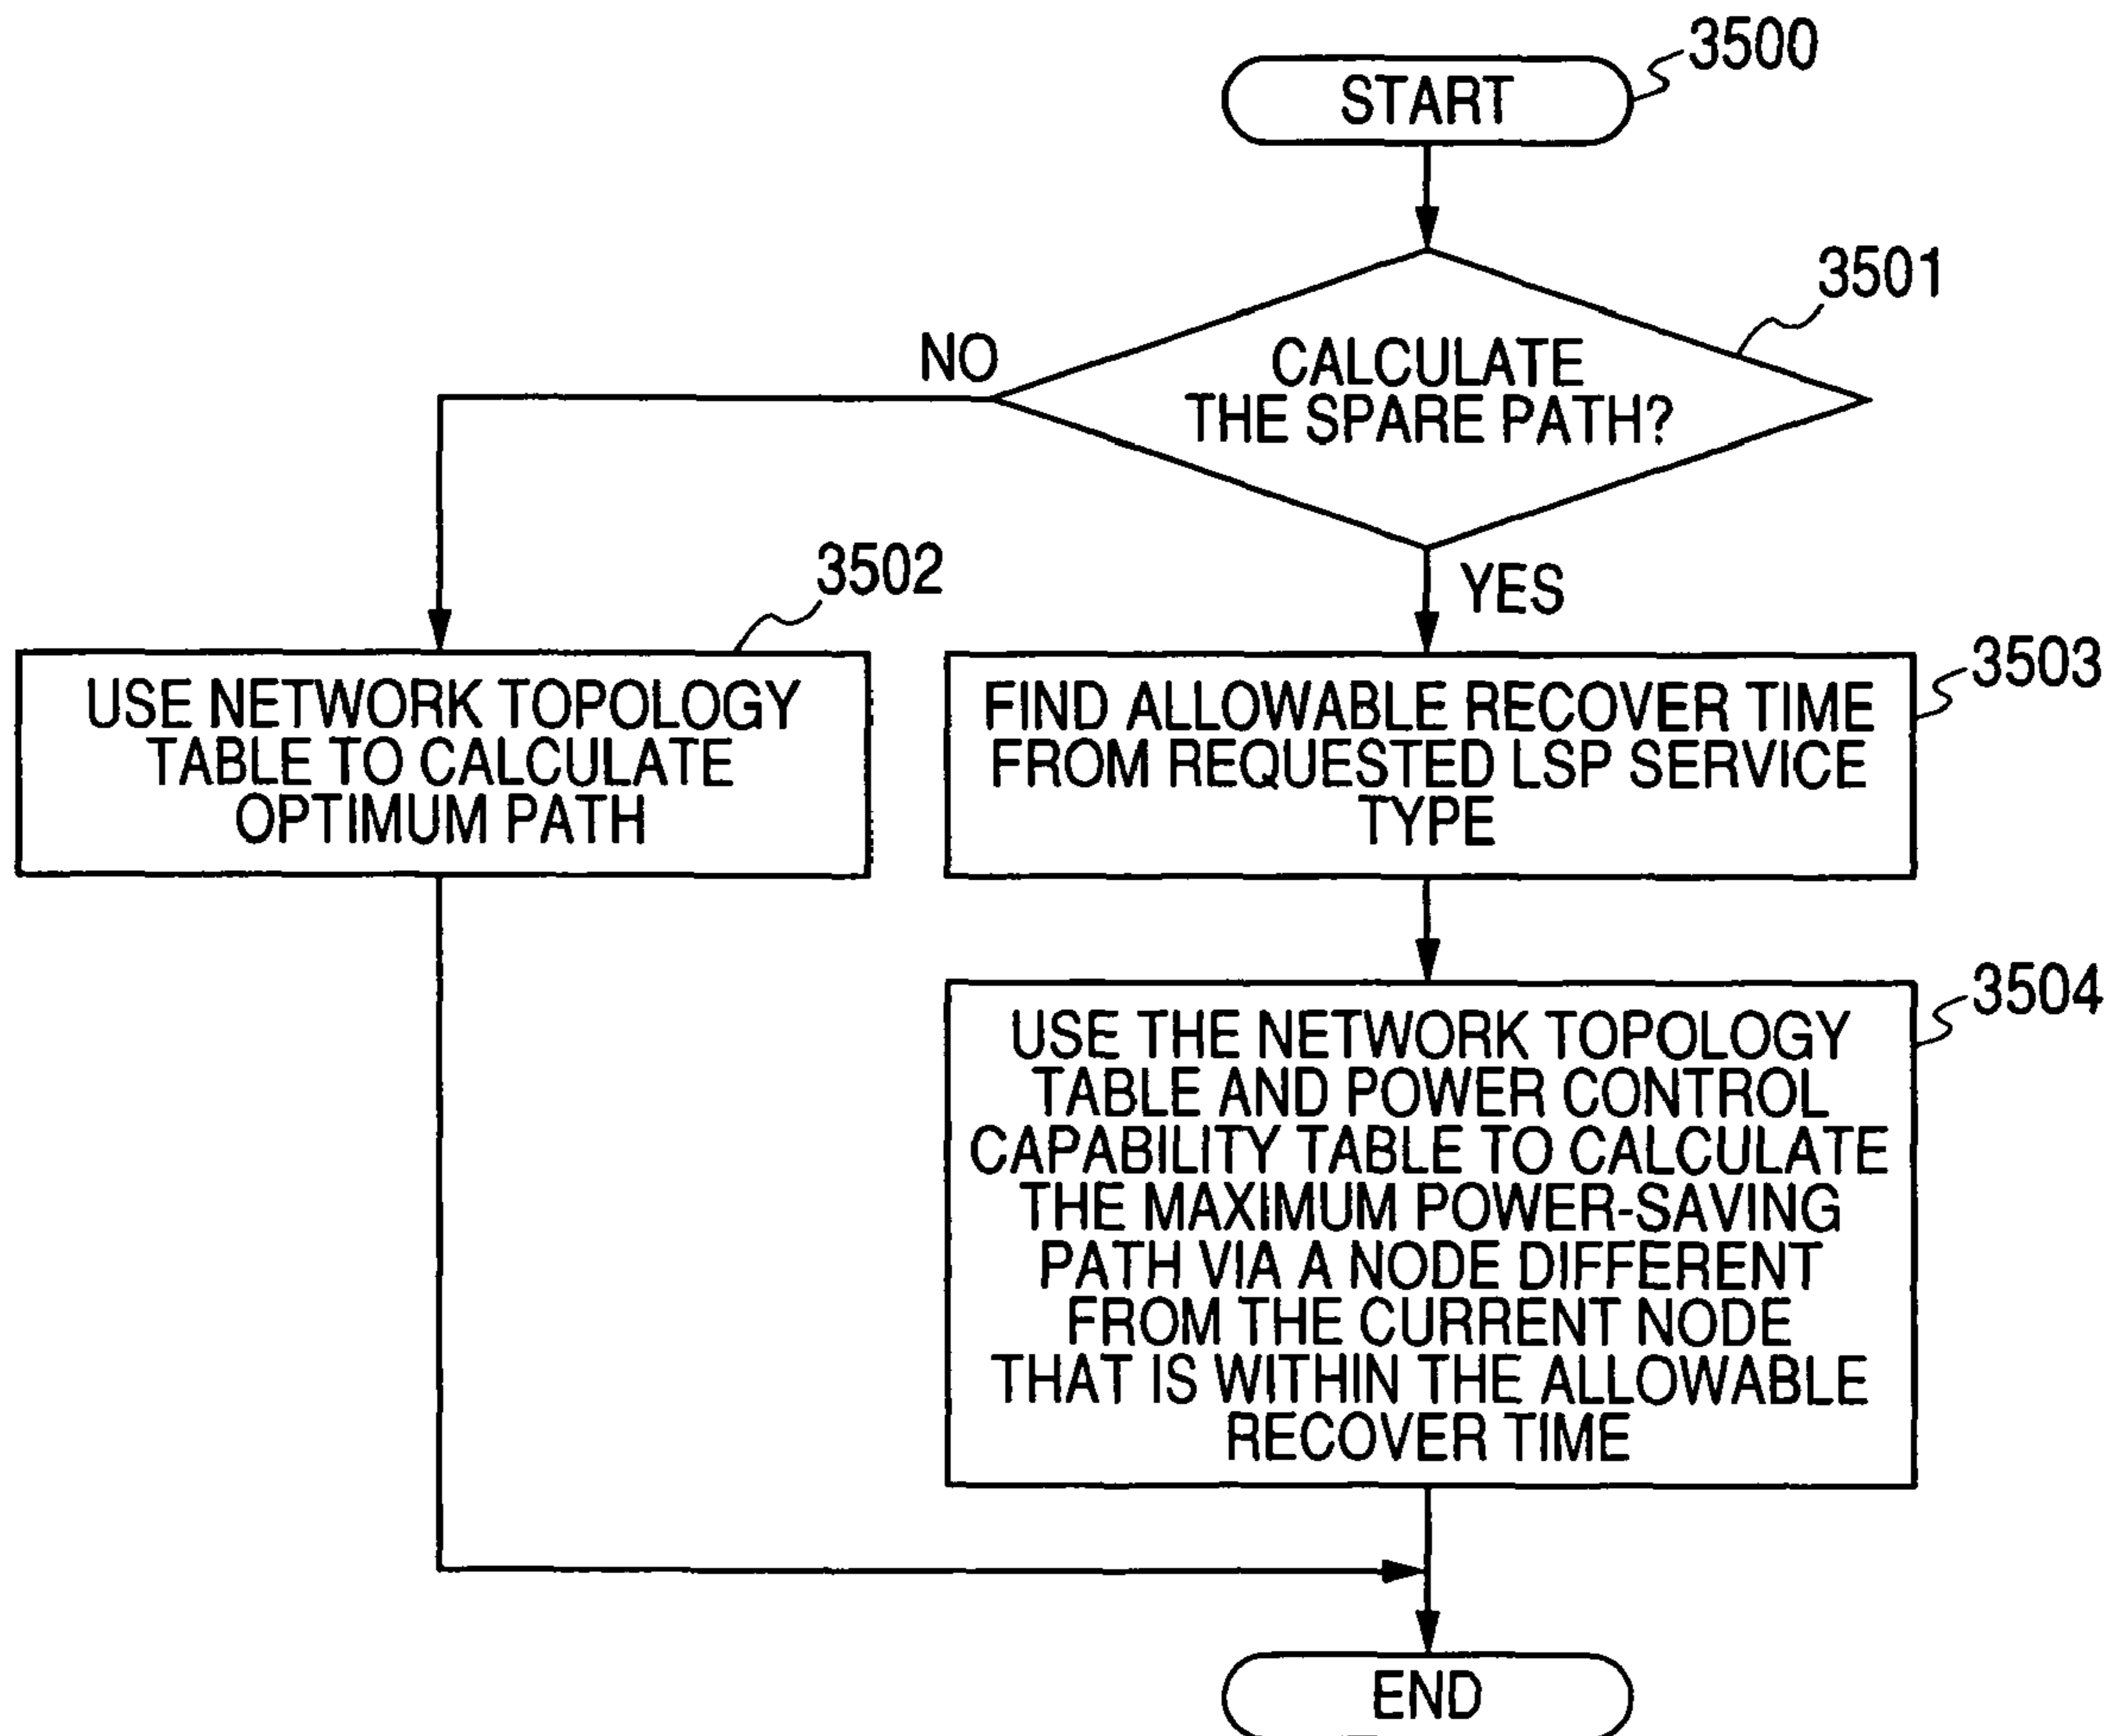 START
3500
CALCULATE
THE SPARE PATH?
3501
NO
YES
3502
USE NETWORK TOPOLOGY
TABLE TO CALCULATE
OPTIMUM PATH
3503
FIND ALLOWABLE RECOVER TIME
FROM REQUESTED LSP SERVICE
TYPE
3504
USE THE NETWORK TOPOLOGY
TABLE AND POWER CONTROL
CAPABILITY TABLE TO CALCULATE
THE MAXIMUM POWER-SAVING
PATH VIA A NODE DIFFERENT
FROM THE CURRENT NODE
THAT IS WITHIN THE ALLOWABLE
RECOVER TIME
END